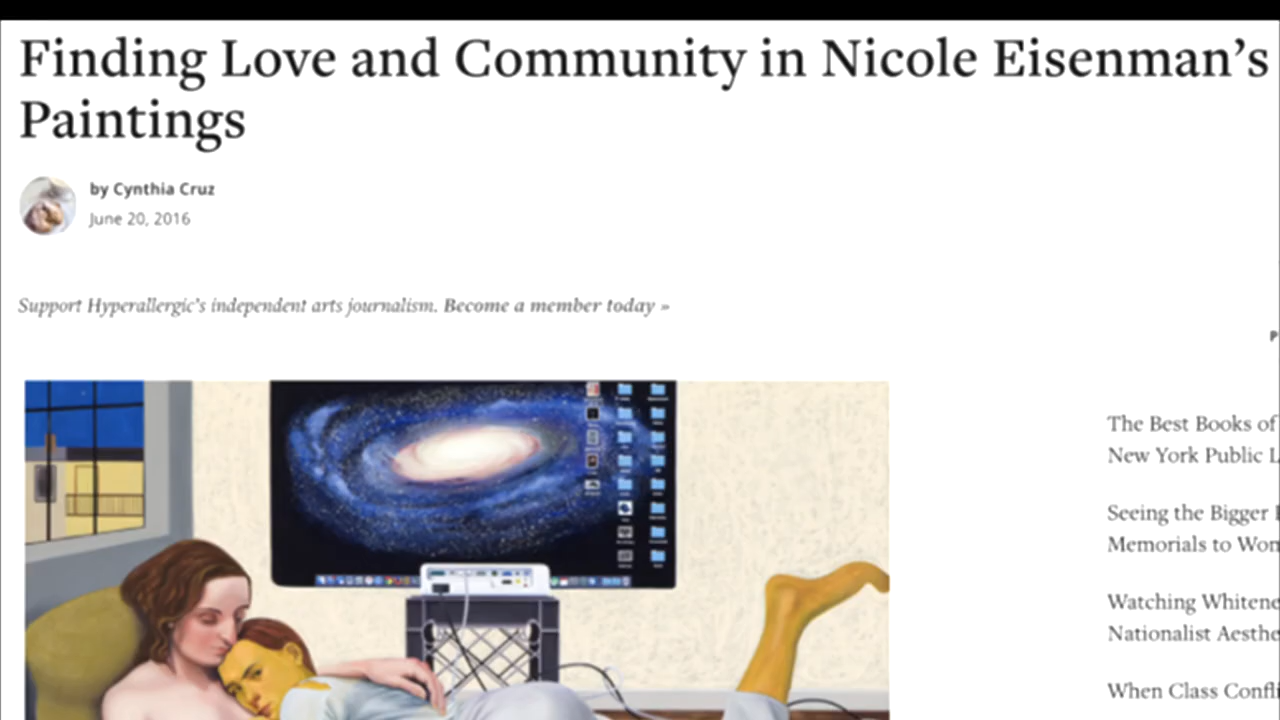 Finding Love and Community in Nicole Eisenman’s
Paintings
by Cynthia Cruz
June 20, 2016
Support Hyperallergic’s independent arts journalism. Become a member today »
The Best Books of
New York Public
Seeing the Bigger
Memorials to
Watching
Nationalist
When Class